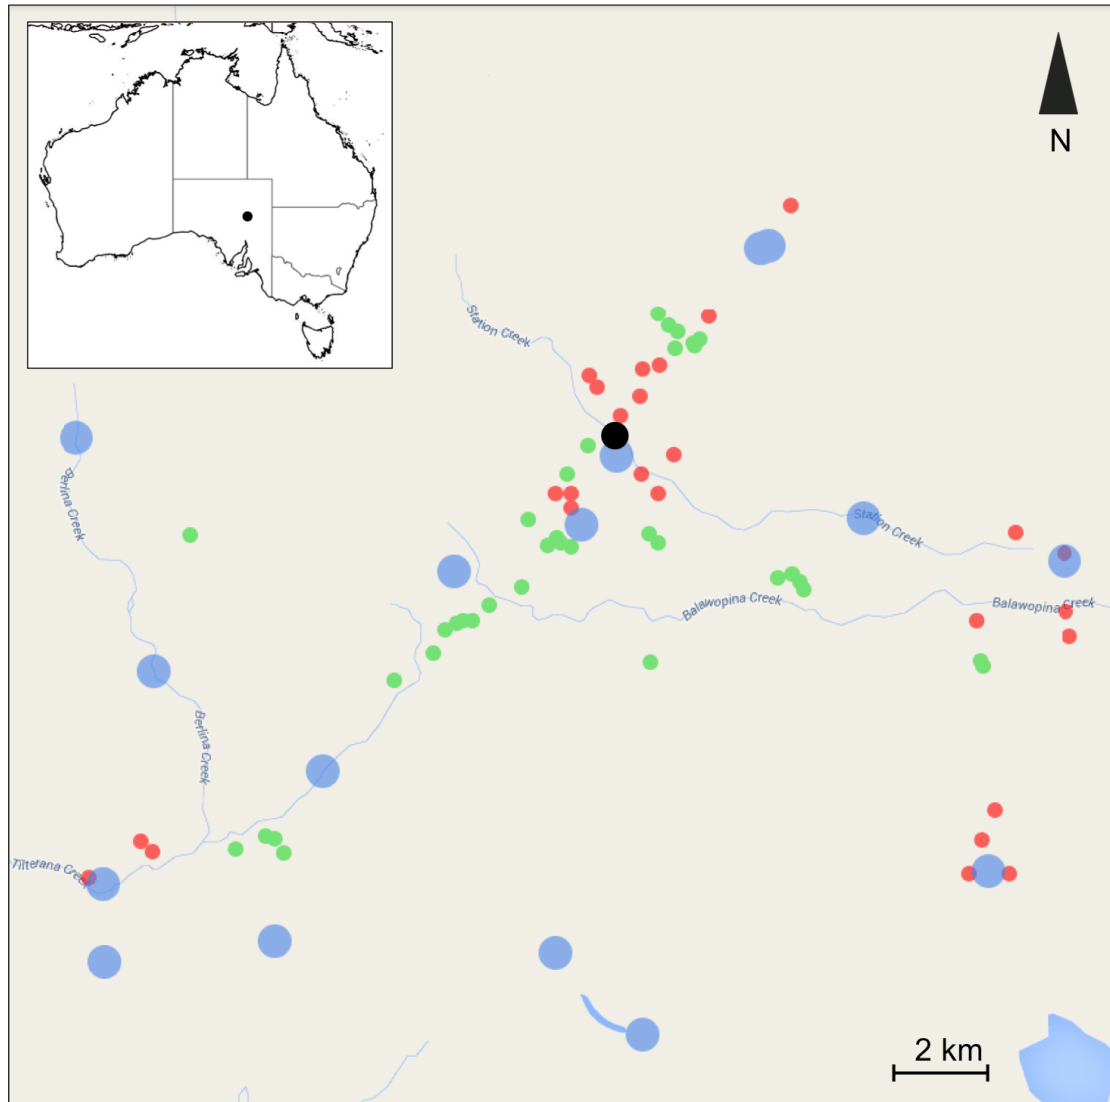 N
Station Creek
Berlina Creek
Station Creek
Balawopina Creek
Balawopina Creek
Berlina Creek
Tilterana Creek
2 km